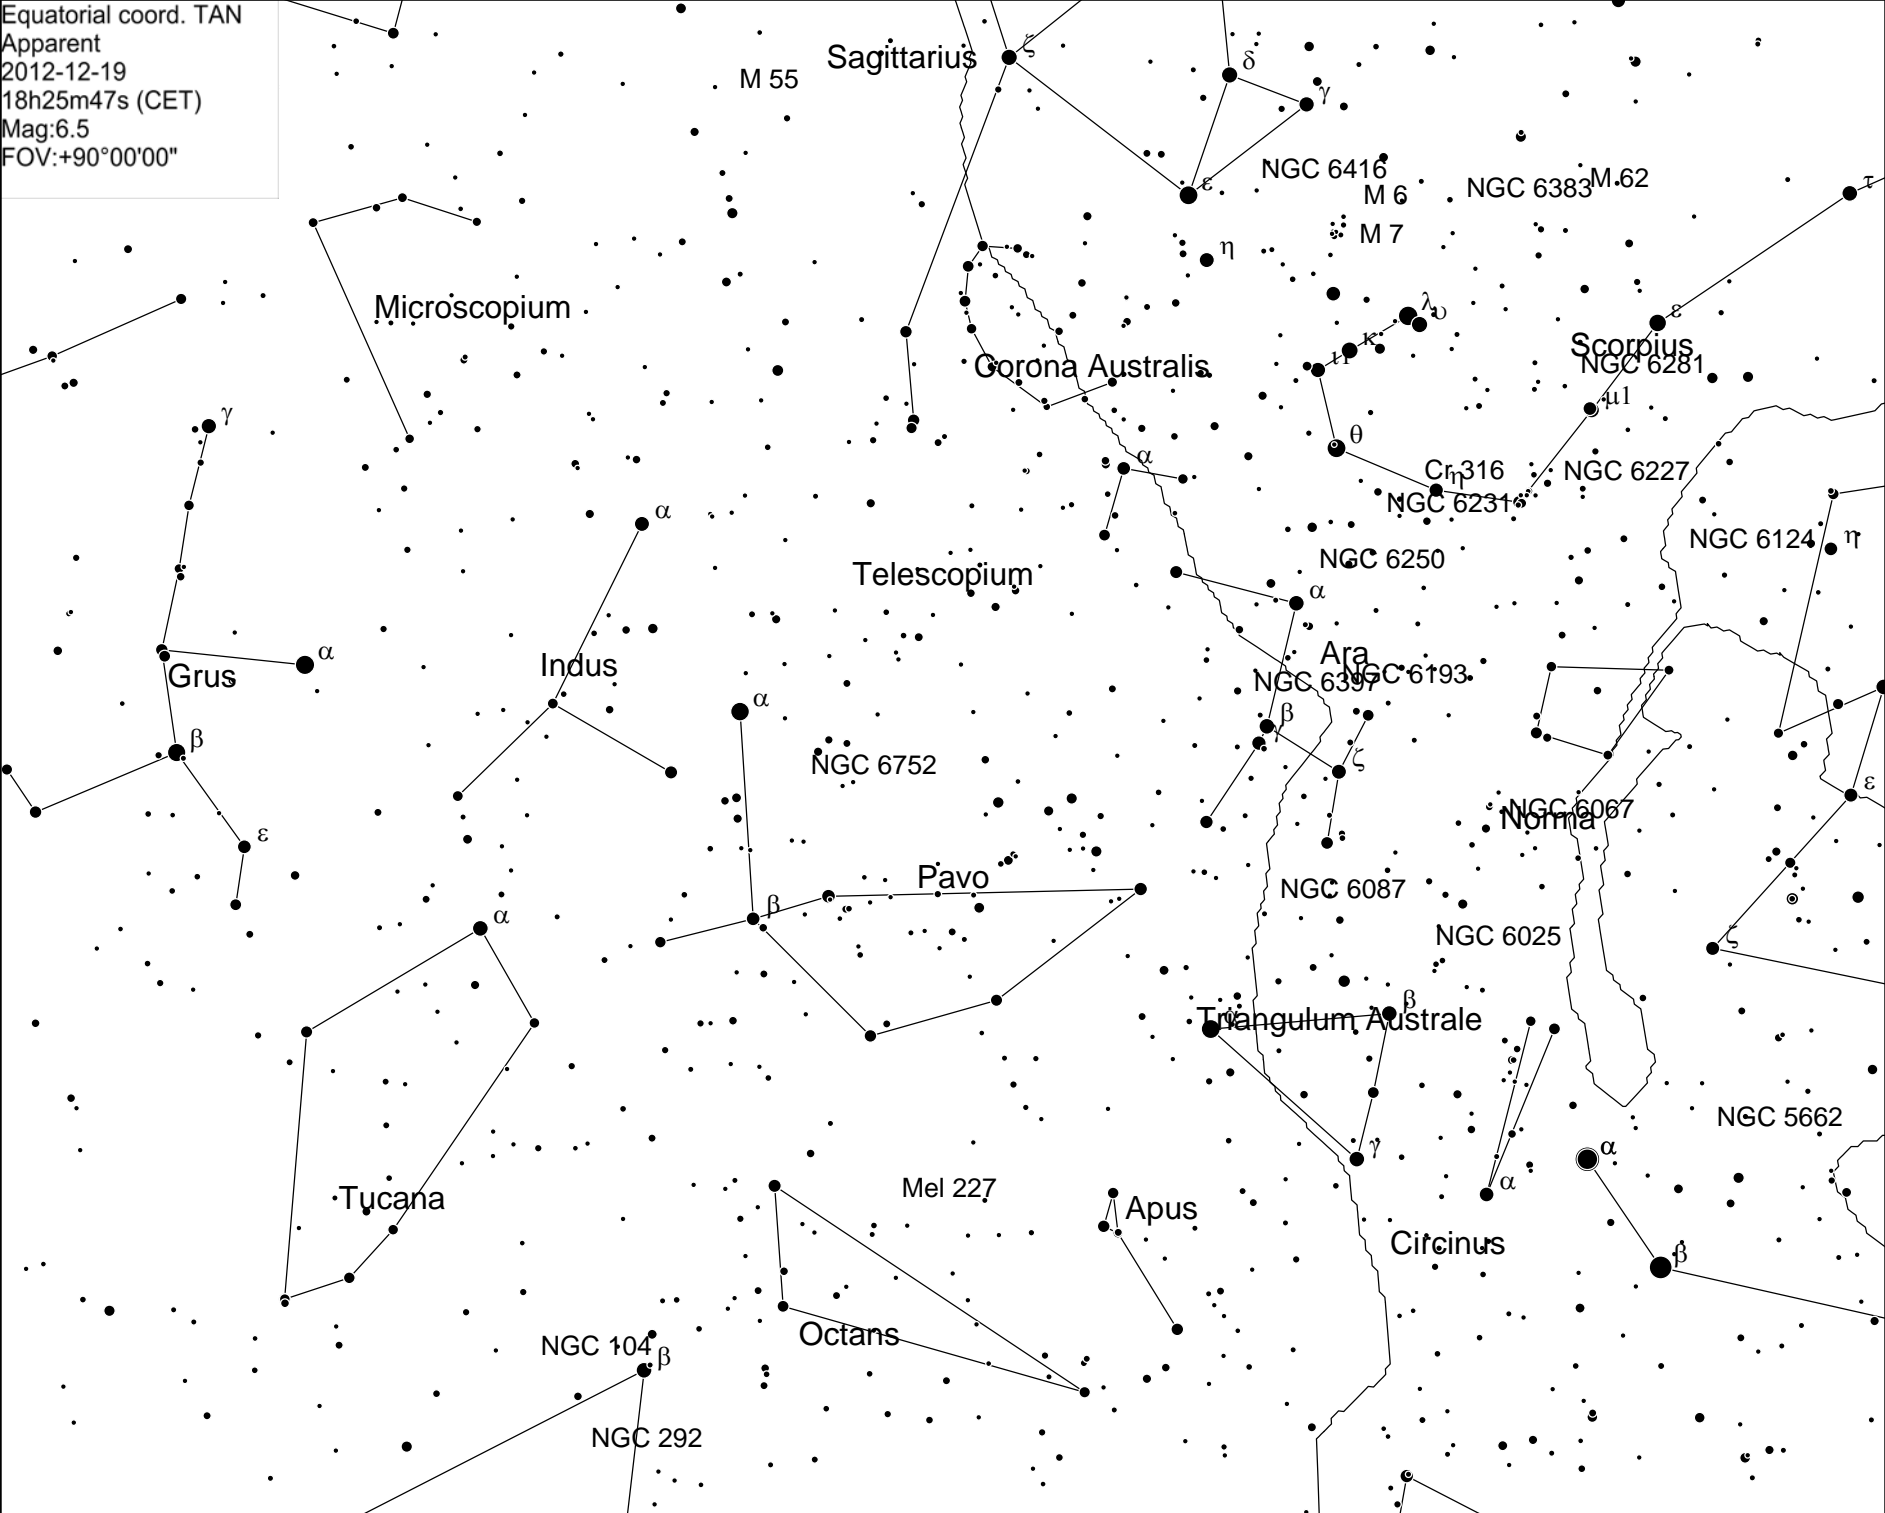 Equatorial coord. TAN
Apparent
2012-12-19
18h25m47s (CET)
Mag:6.5
FOV:+90°00'00"
Sagittarius
ζ
δ
M 55
γ
NGC 6416
ε
M 6
NGC 6383
M 62
τ
M 7
η
Microscopium
λ
υ
ε
κ
Scorpius
ι1
Corona Australis
NGC 6281
μ1
γ
θ
α
Cr 316
η
NGC 6227
NGC 6231
α
NGC 6124
η
NGC 6250
Telescopium
α
Ara
α
Indus
Grus
NGC 6193
NGC 6397
α
β
β
γ
ζ
NGC 6752
ε
NGC 6067
Norma
ε
Pavo
NGC 6087
β
α
NGC 6025
ζ
β
α
Triangulum Australe
NGC 5662
γ
α
α
Mel 227
Tucana
Apus
Circinus
β
Octans
NGC 104
β
NGC 292